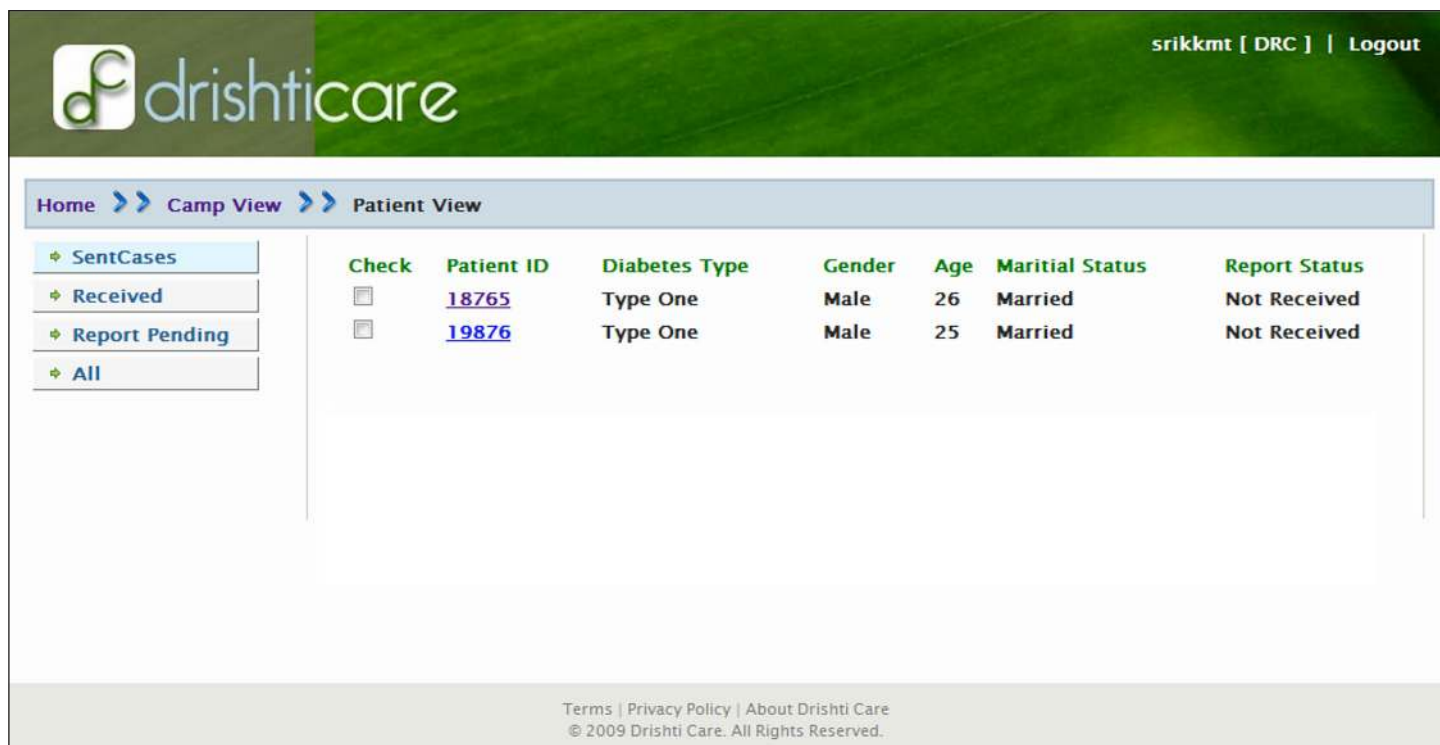 srikkmt [ DRC ] | Logout
drishticare
Home Camp View Patient View
SentCases
Received
Report Pending
All
Check Patient ID Diabetes Type Gender Age Maritial Status Report Status
18765 Type One Male 26 Married Not Received
19876 Type One Male 25 Married Not Received
Terms | Privacy Policy | About Drishti Care
© 2009 Drishti Care. All Rights Reserved.